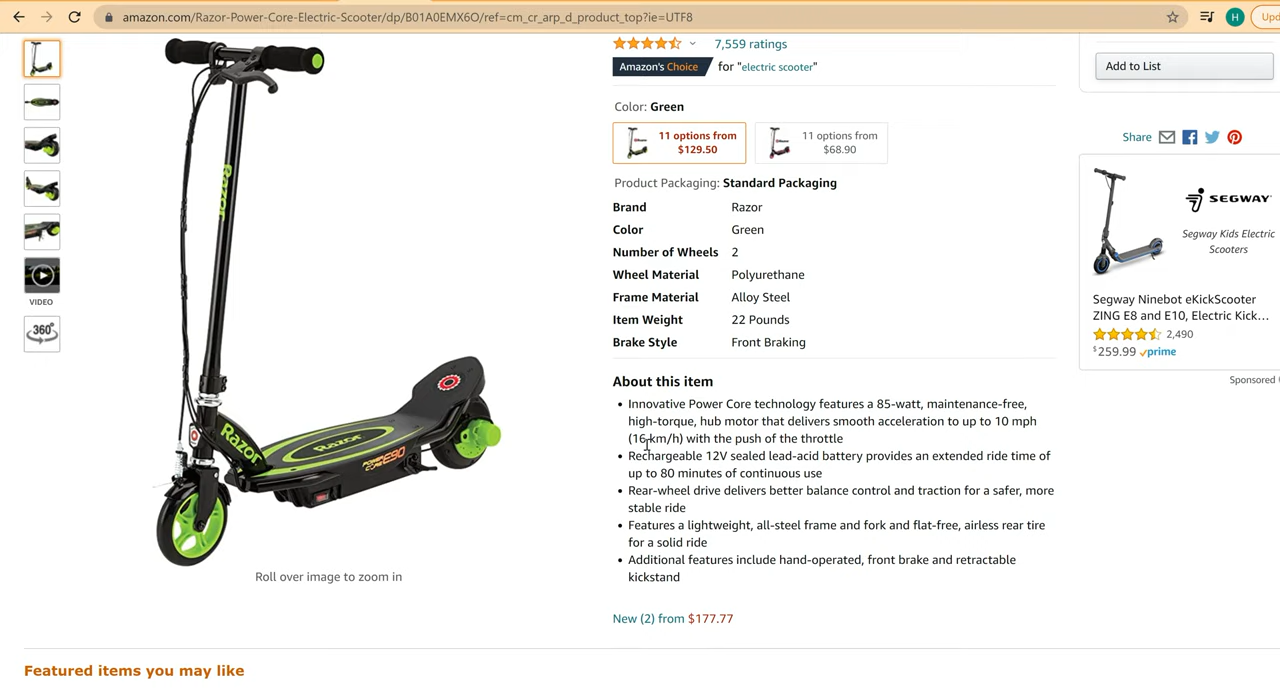 amazon.com/Razor-Power-Core-Electric-Scooter/dp/B01A0EMX6O/ref=cm_cr_arp_d_product_top?ie=UTF8
H
Upd
7,559 ratings
Amazon's Choice for "electric scooter"
Color: Green
11 options from
$129.50
11 options from
$68.90
Product Packaging: Standard Packaging
Brand Razor
Color Green
Number of Wheels 2
Wheel Material Polyurethane
Frame Material Alloy Steel
Item Weight 22 Pounds
Brake Style Front Braking
About this item
• Innovative Power Core technology features a 85-watt, maintenance-free,
high-torque, hub motor that delivers smooth acceleration to up to 10 mph
(16 km/h) with the push of the throttle
• Rechargeable 12V sealed lead-acid battery provides an extended ride time of
up to 80 minutes of continuous use
• Rear-wheel drive delivers better balance control and traction for a safer, more
stable ride
• Features a lightweight, all-steel frame and fork and flat-free, airless rear tire
for a solid ride
• Additional features include hand-operated, front brake and retractable
kickstand
New (2) from $177.77
VIDEO
360°
RAZOR
RAZOR
RAZOR
POWER CORE E90
Roll over image to zoom in
Add to List
Share
SEGWAY
Segway Kids Electric
Scooters
Segway Ninebot eKickScooter
ZING E8 and E10, Electric Kick...
2,490
$259.99 prime
Sponsored
Featured items you may like